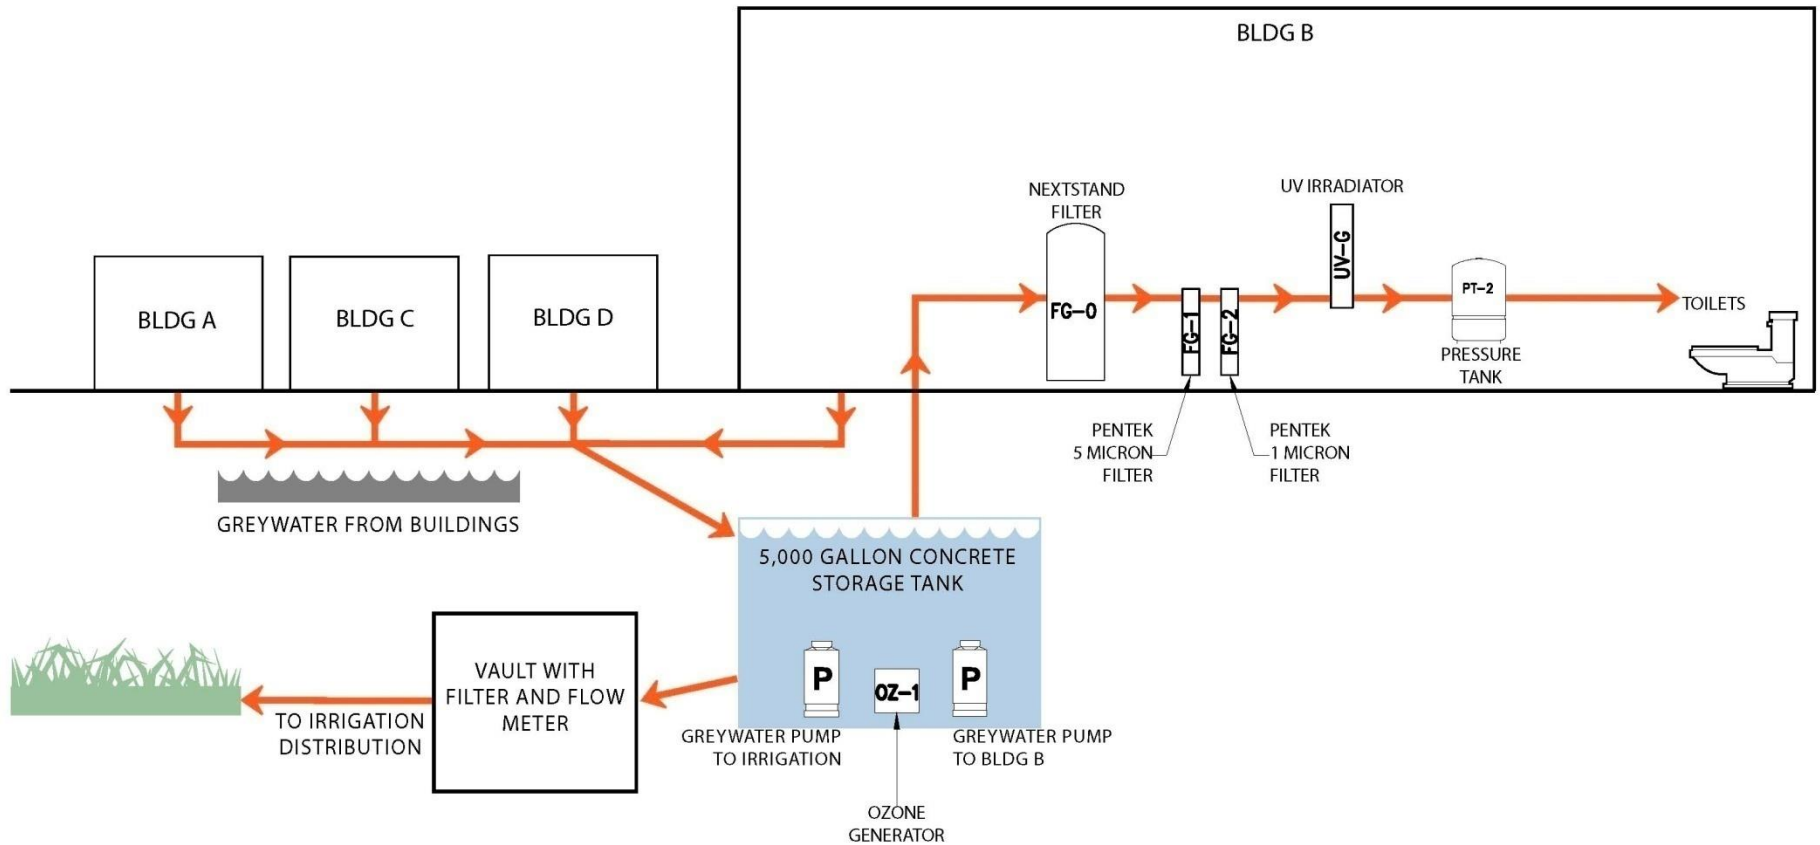 BLDG B
NEXTSTAND
FILTER
UV IRRADIATOR
UV-G
BLDG A
BLDG C
BLDG D
FG-0
FG-1
FG-2
PT-2
TOILETS
PRESSURE
TANK
PENTEK
5 MICRON
FILTER
PENTEK
1 MICRON
FILTER
GREYWATER FROM BUILDINGS
5,000 GALLON CONCRETE
STORAGE TANK
VAULT WITH
FILTER AND FLOW
METER
P
OZ-1
P
TO IRRIGATION
DISTRIBUTION
GREYWATER PUMP
TO IRRIGATION
GREYWATER PUMP
TO BLDG B
OZONE
GENERATOR